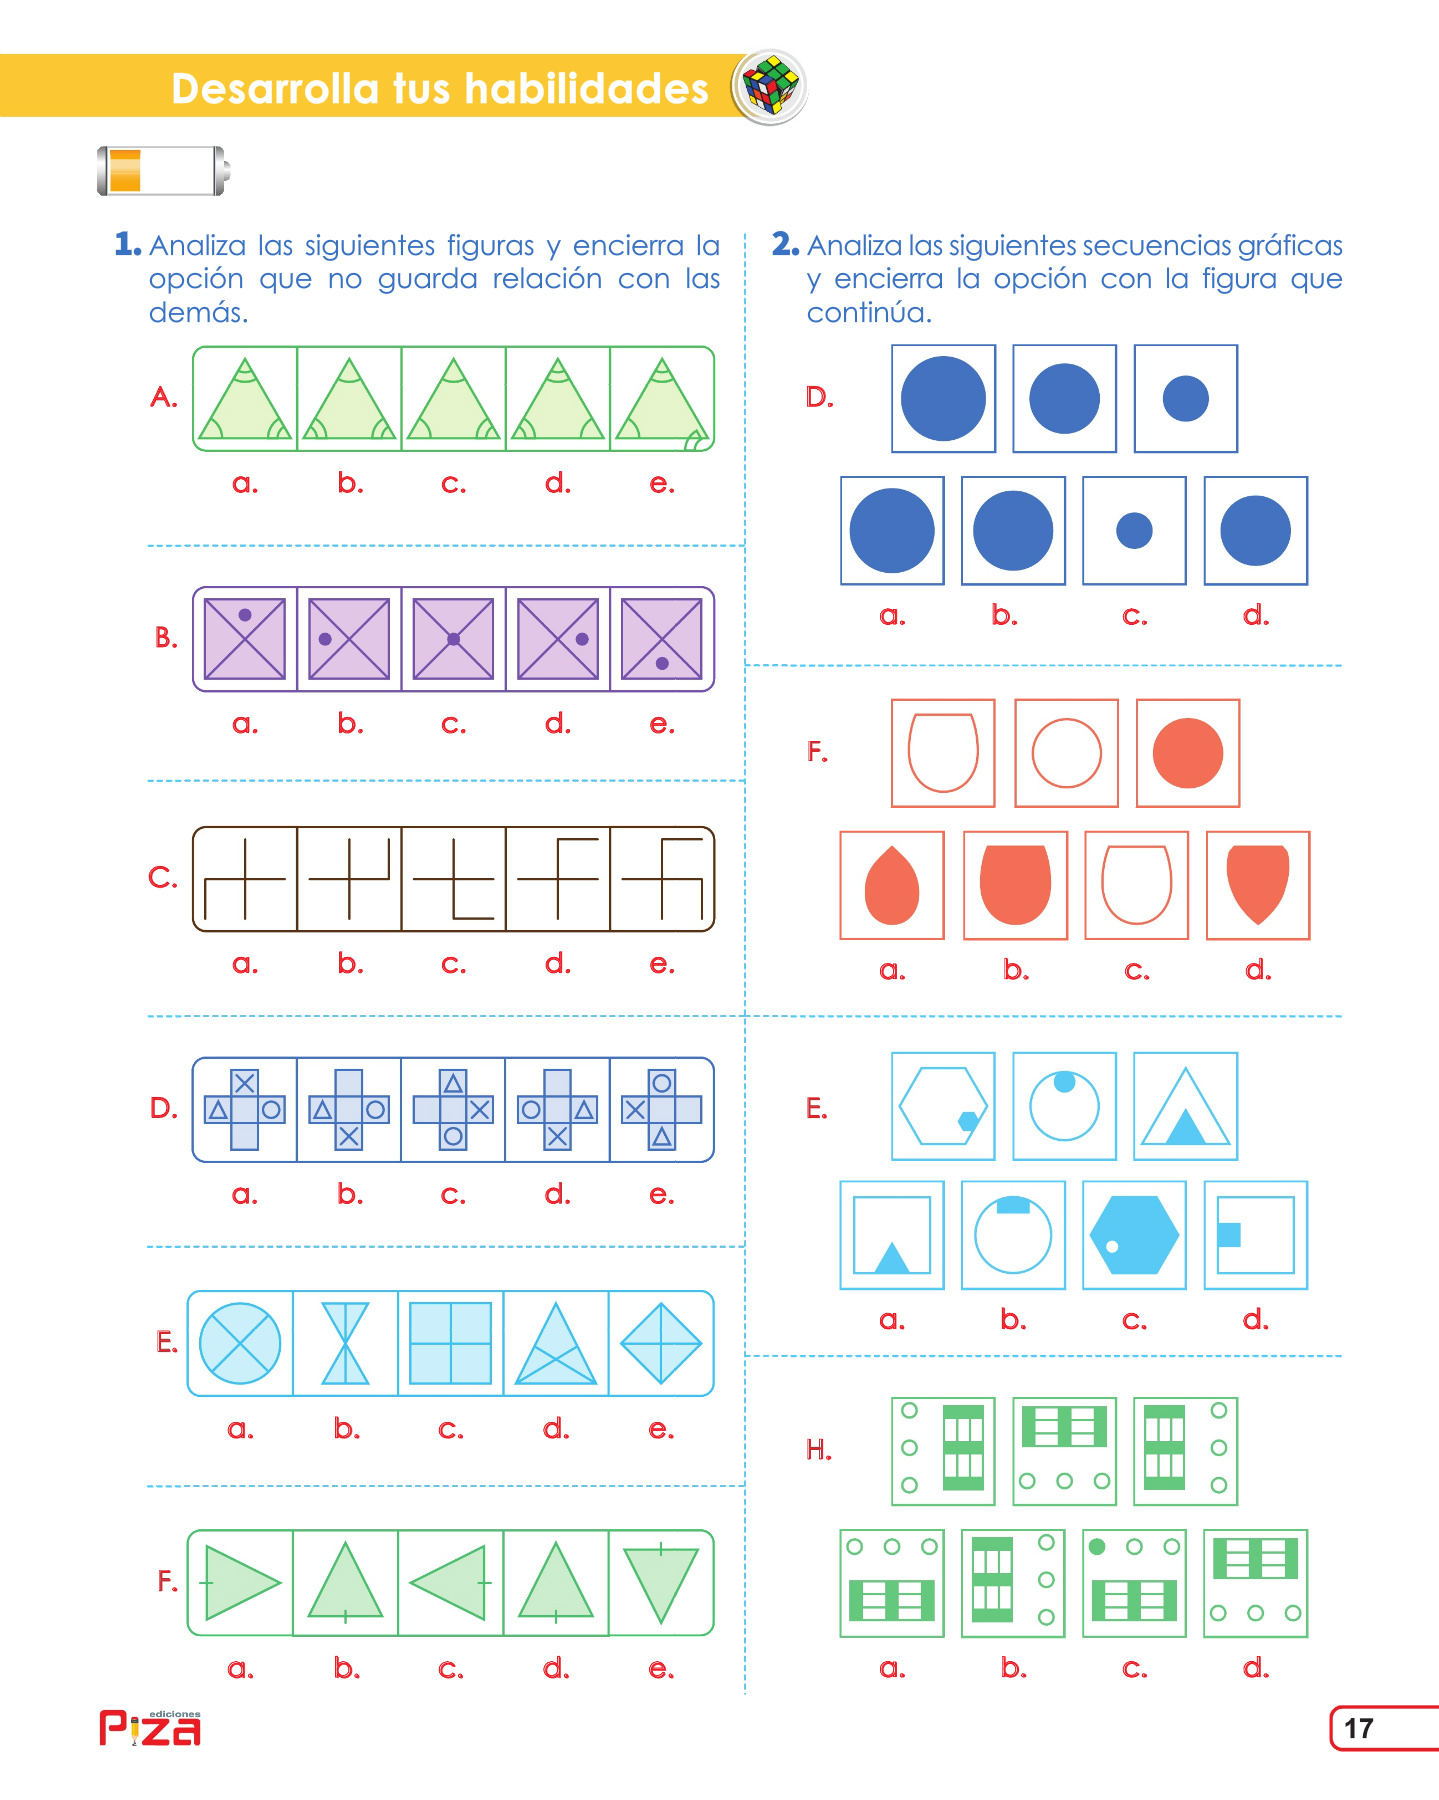 Desarrolla tus habilidades
1. Analiza las siguientes figuras y encierra la
opción que no guarda relación con las
demás.
A.
a. b. c. d. e.
B.
a. b. c. d. e.
C.
a. b. c. d. e.
D.
a. b. c. d. e.
E.
a. b. c. d. e.
F.
a. b. c. d. e.
2. Analiza las siguientes secuencias gráficas
y encierra la opción con la figura que
continúa.
D.
a. b. c. d.
F.
a. b. c. d.
E.
a. b. c. d.
H.
a. b. c. d.
ediciones
Piza
17